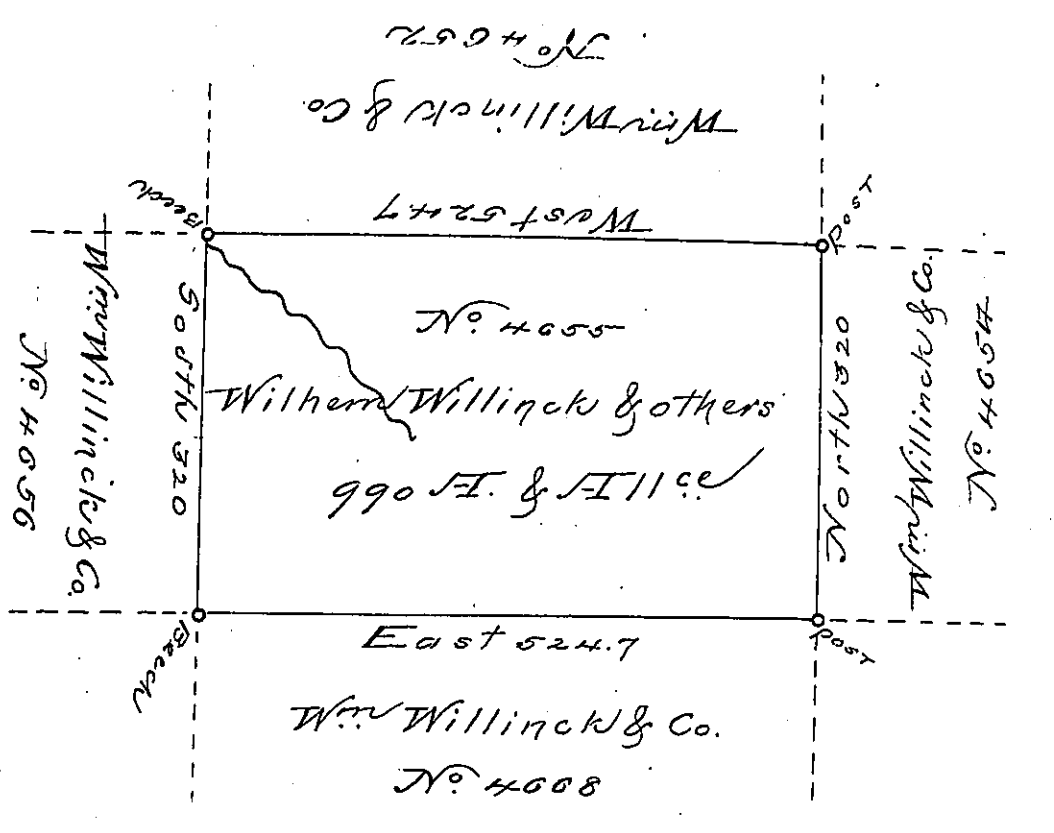 No 4652
Wm Willinck & Co
West 524.7
Beech
Post
South 320
Wm Willinck & Co.
No 4656
No. 4655
Wilhem Willinck & others
990 A. & Allce
North 320
Wm Willinck & Co.
No 4654
Beech
Post
East 524.7
Wm Willinck & Co.
No. 4668